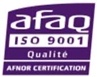 afaq
ISO 9001
Qualité
AFNOR CERTIFICATION